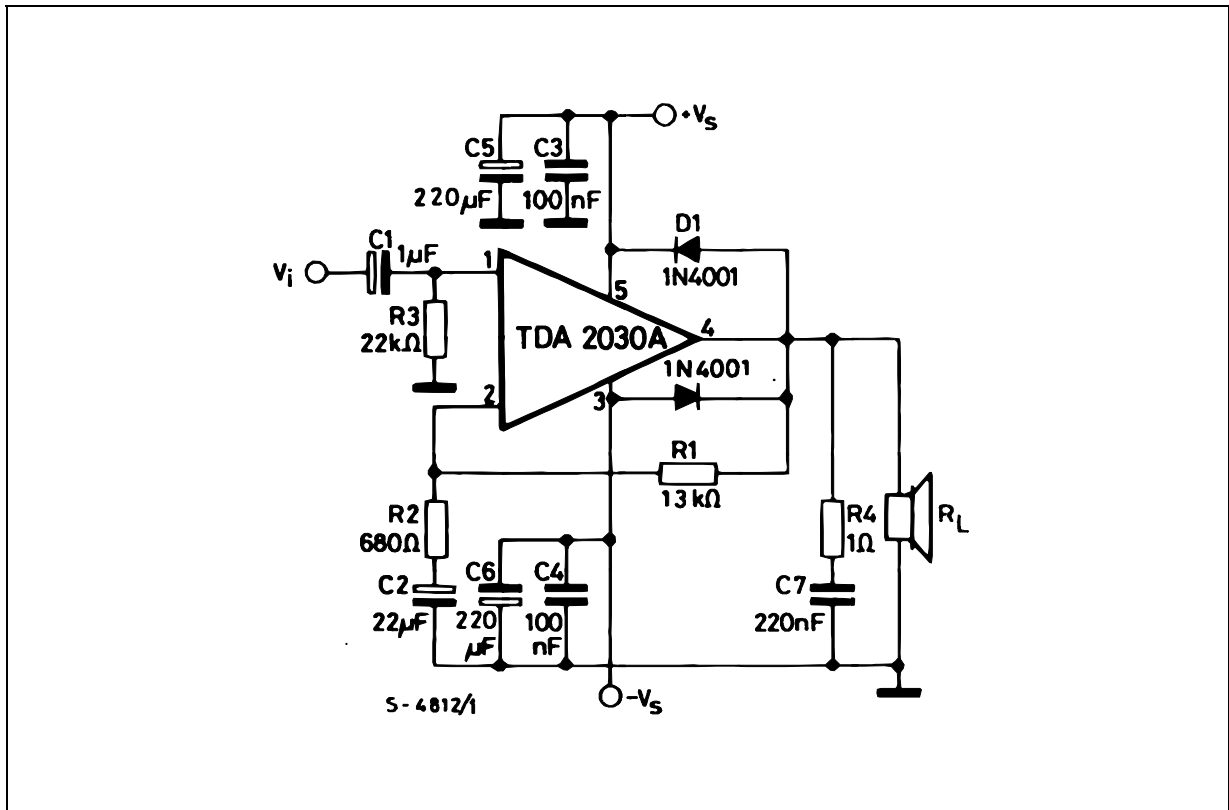 +Vs
C5
C3
220µF
100nF
D1
C1
1µF
Vi
1
1N4001
5
R3
22kΩ
TDA 2030A
4
1N4001
2
3
R1
13kΩ
R2
680Ω
R4
1Ω
RL
C2
C6
C4
C7
22µF
220
µF
100
nF
220nF
-Vs
S-4812/1